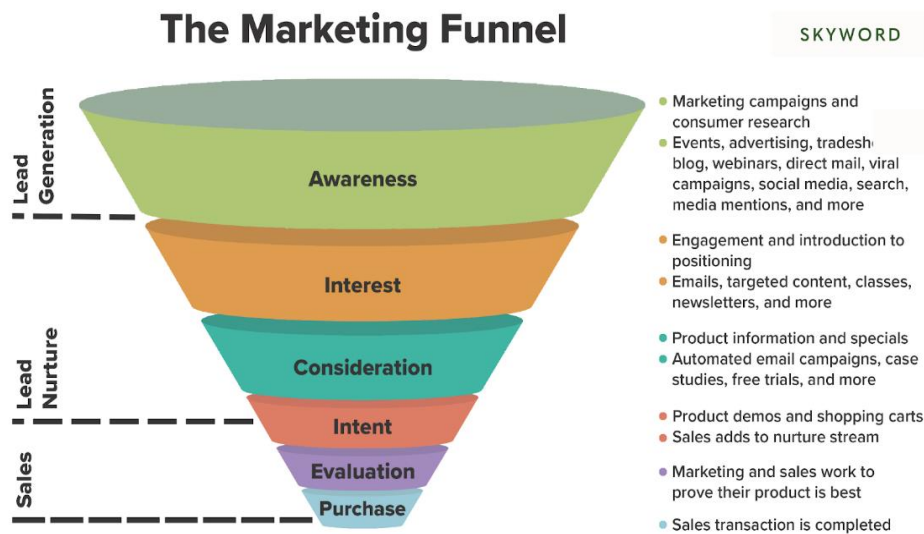 The Marketing Funnel
SKYWORD
Lead
Generation
Awareness
Marketing campaigns and
consumer research
Events, advertising,
blog, webinars, direct mail, viral
campaigns, social media, search,
media mentions, and more
Interest
Engagement and introduction to
positioning
Emails, targeted content, classes,
newsletters, and more
Lead
Nurture
Consideration
Product information and specials
Automated email campaigns, case
studies, free trials, and more
Intent
Product demos and shopping carts
Sales adds to nurture stream
Sales
Evaluation
Marketing and sales work to
prove their product is best
Purchase
Sales transaction is completed